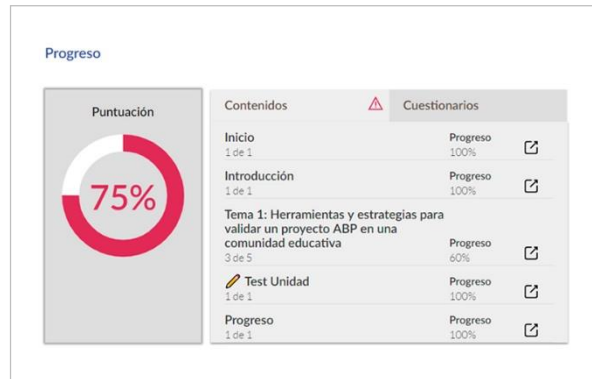 Progreso
Puntuación
75%
Contenidos
Cuestionarios
Inicio
1 de 1
Progreso
100%
Introducción
1 de 1
Progreso
100%
Tema 1: Herramientas y estrategias para
validar un proyecto ABP en una
comunidad educativa
3 de 5
Progreso
60%
Test Unidad
1 de 1
Progreso
100%
Progreso
1 de 1
Progreso
100%